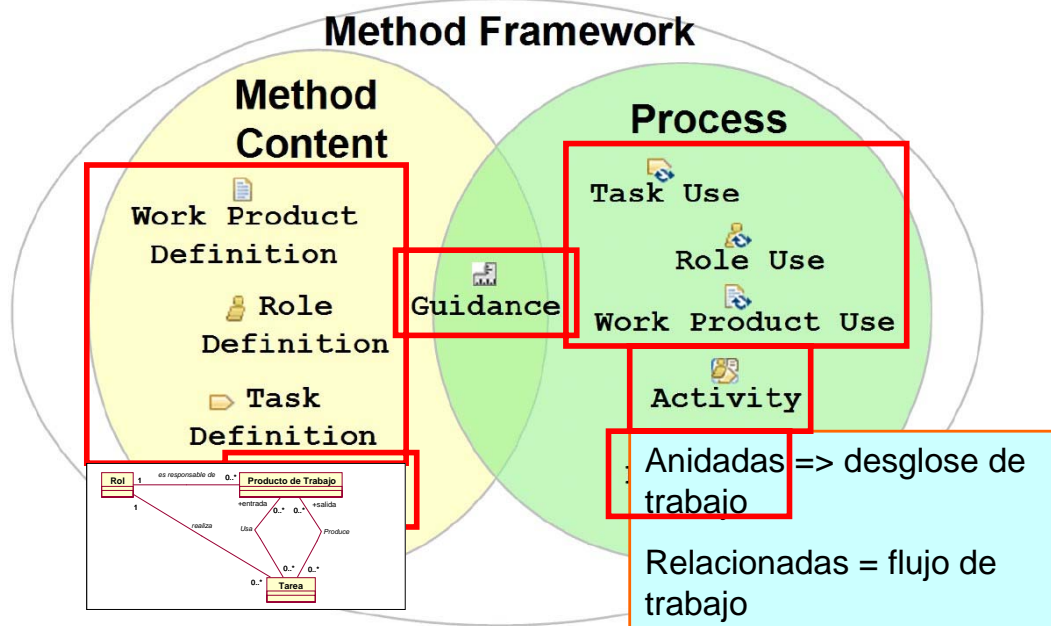 Method Framework
Method
Content
Work Product
Definition
Role
Definition
Task
Definition
Guidance
Process
Task Use
Role Use
Work Product Use
Activity
Anidadas => desglose de
trabajo
Relacionadas = flujo de
trabajo
Rol
1
es responsable de
0..*
Producto de Trabajo
1
+entrada
0..*
0..*
+salida
realiza
Usa
Produce
0..*
0..*
0..*
Tarea